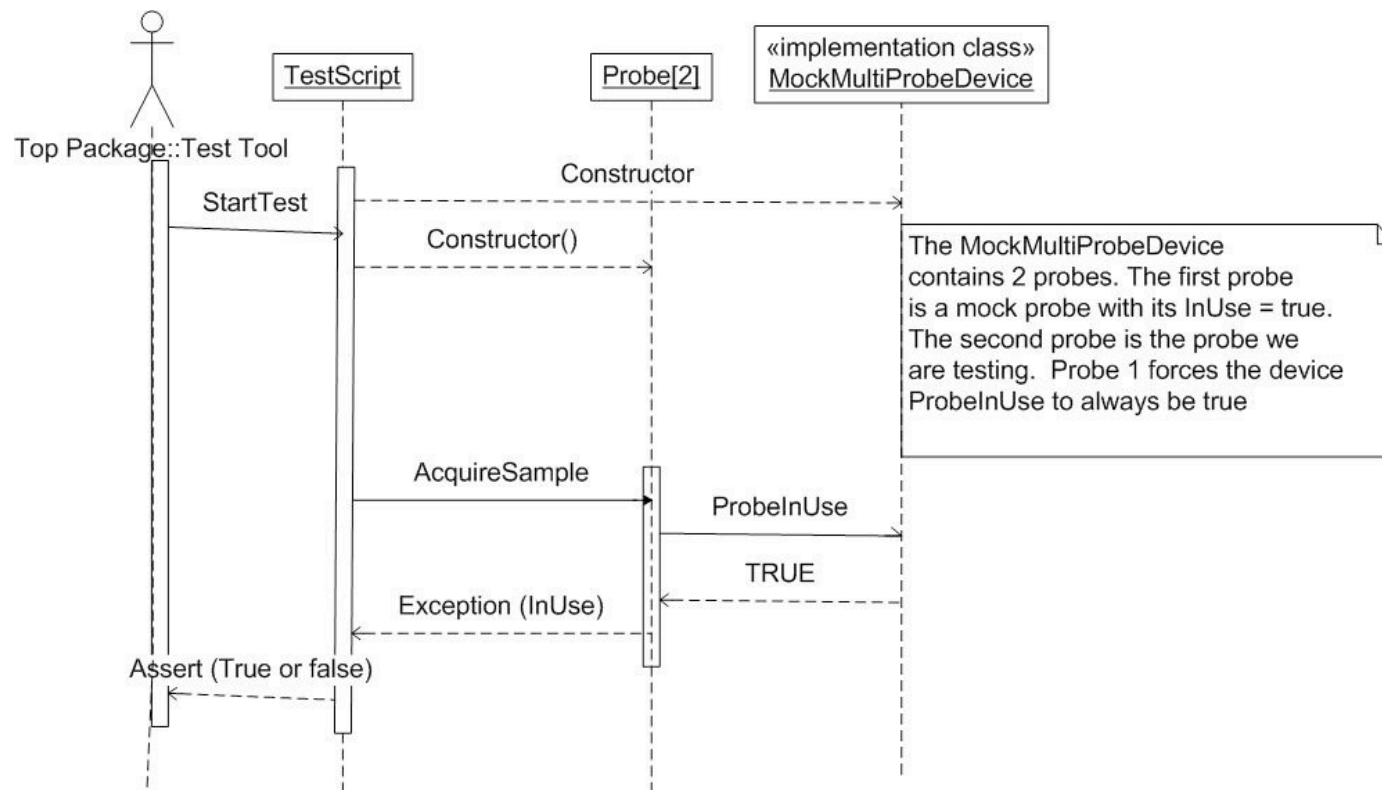 «implementation class»
MockMultiProbeDevice
TestScript
Probe[2]
Top Package::Test Tool
Constructor
StartTest
Constructor()
The MockMultiProbeDevice
contains 2 probes. The first probe
is a mock probe with its InUse = true.
The second probe is the probe we
are testing.  Probe 1 forces the device
ProbeInUse to always be true
AcquireSample
ProbeInUse
TRUE
Exception (InUse)
Assert (True or false)